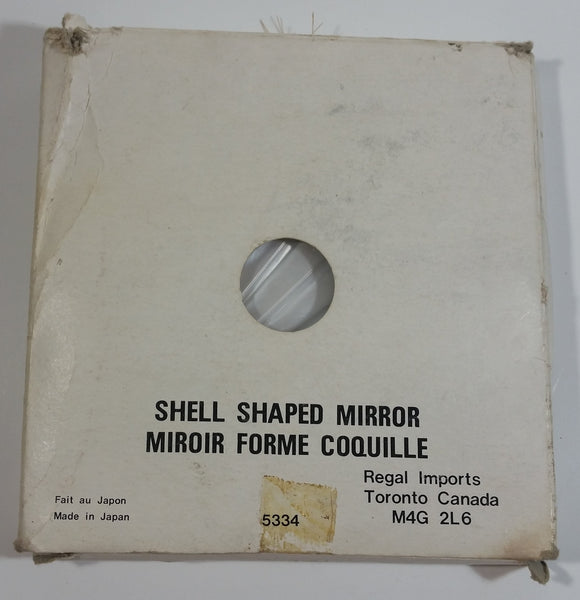 SHELL SHAPED MIRROR
MIROIR FORME COQUILLE
Regal Imports
Toronto Canada
M4G 2L6
Fait au Japon
Made in Japan
5334